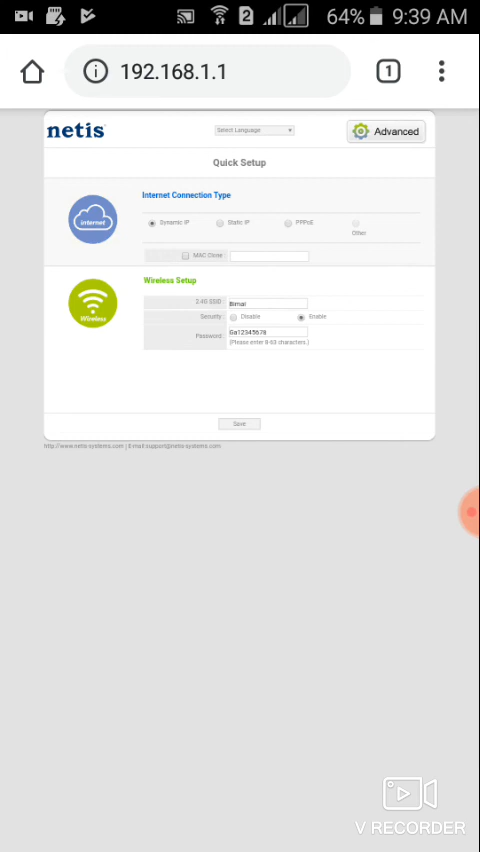 2
64%
9:39 AM
192.168.1.1
1
netis
Select Language
Advanced
Quick Setup
Internet Connection Type
internet
Dynamic IP
Static IP
PPPoE
Other
MAC Clone
Wireless Setup
Wireless
2.4G SSID Bimal
Security: Disable Enable
Password: Ga12345678
(Please enter 8-63 characters.)
Save
http://www.netis-systems.com | E-mail:support@netis-systems.com
V RECORDER